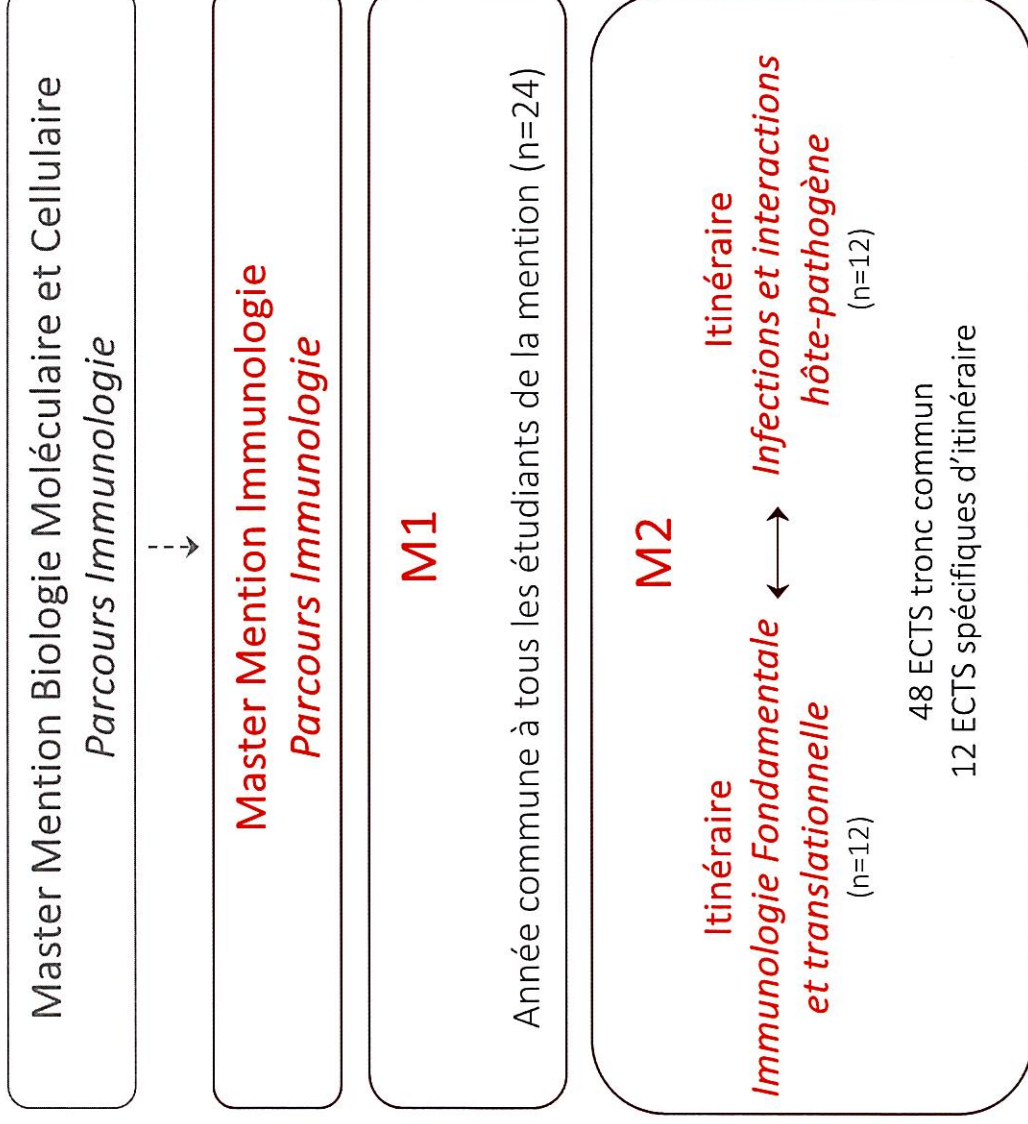 Master Mention Biologie Moléculaire et Cellulaire
Parcours Immunologie
Master Mention Immunologie
Parcours Immunologie
M1
Année commune à tous les étudiants de la mention (n=24)
M2
Itinéraire
Immunologie Fondamentale
et translationnelle
(n=12)
Itinéraire
Infections et interactions
hôte-pathogène
(n=12)
48 ECTS tronc commun
12 ECTS spécifiques d'itinéraire